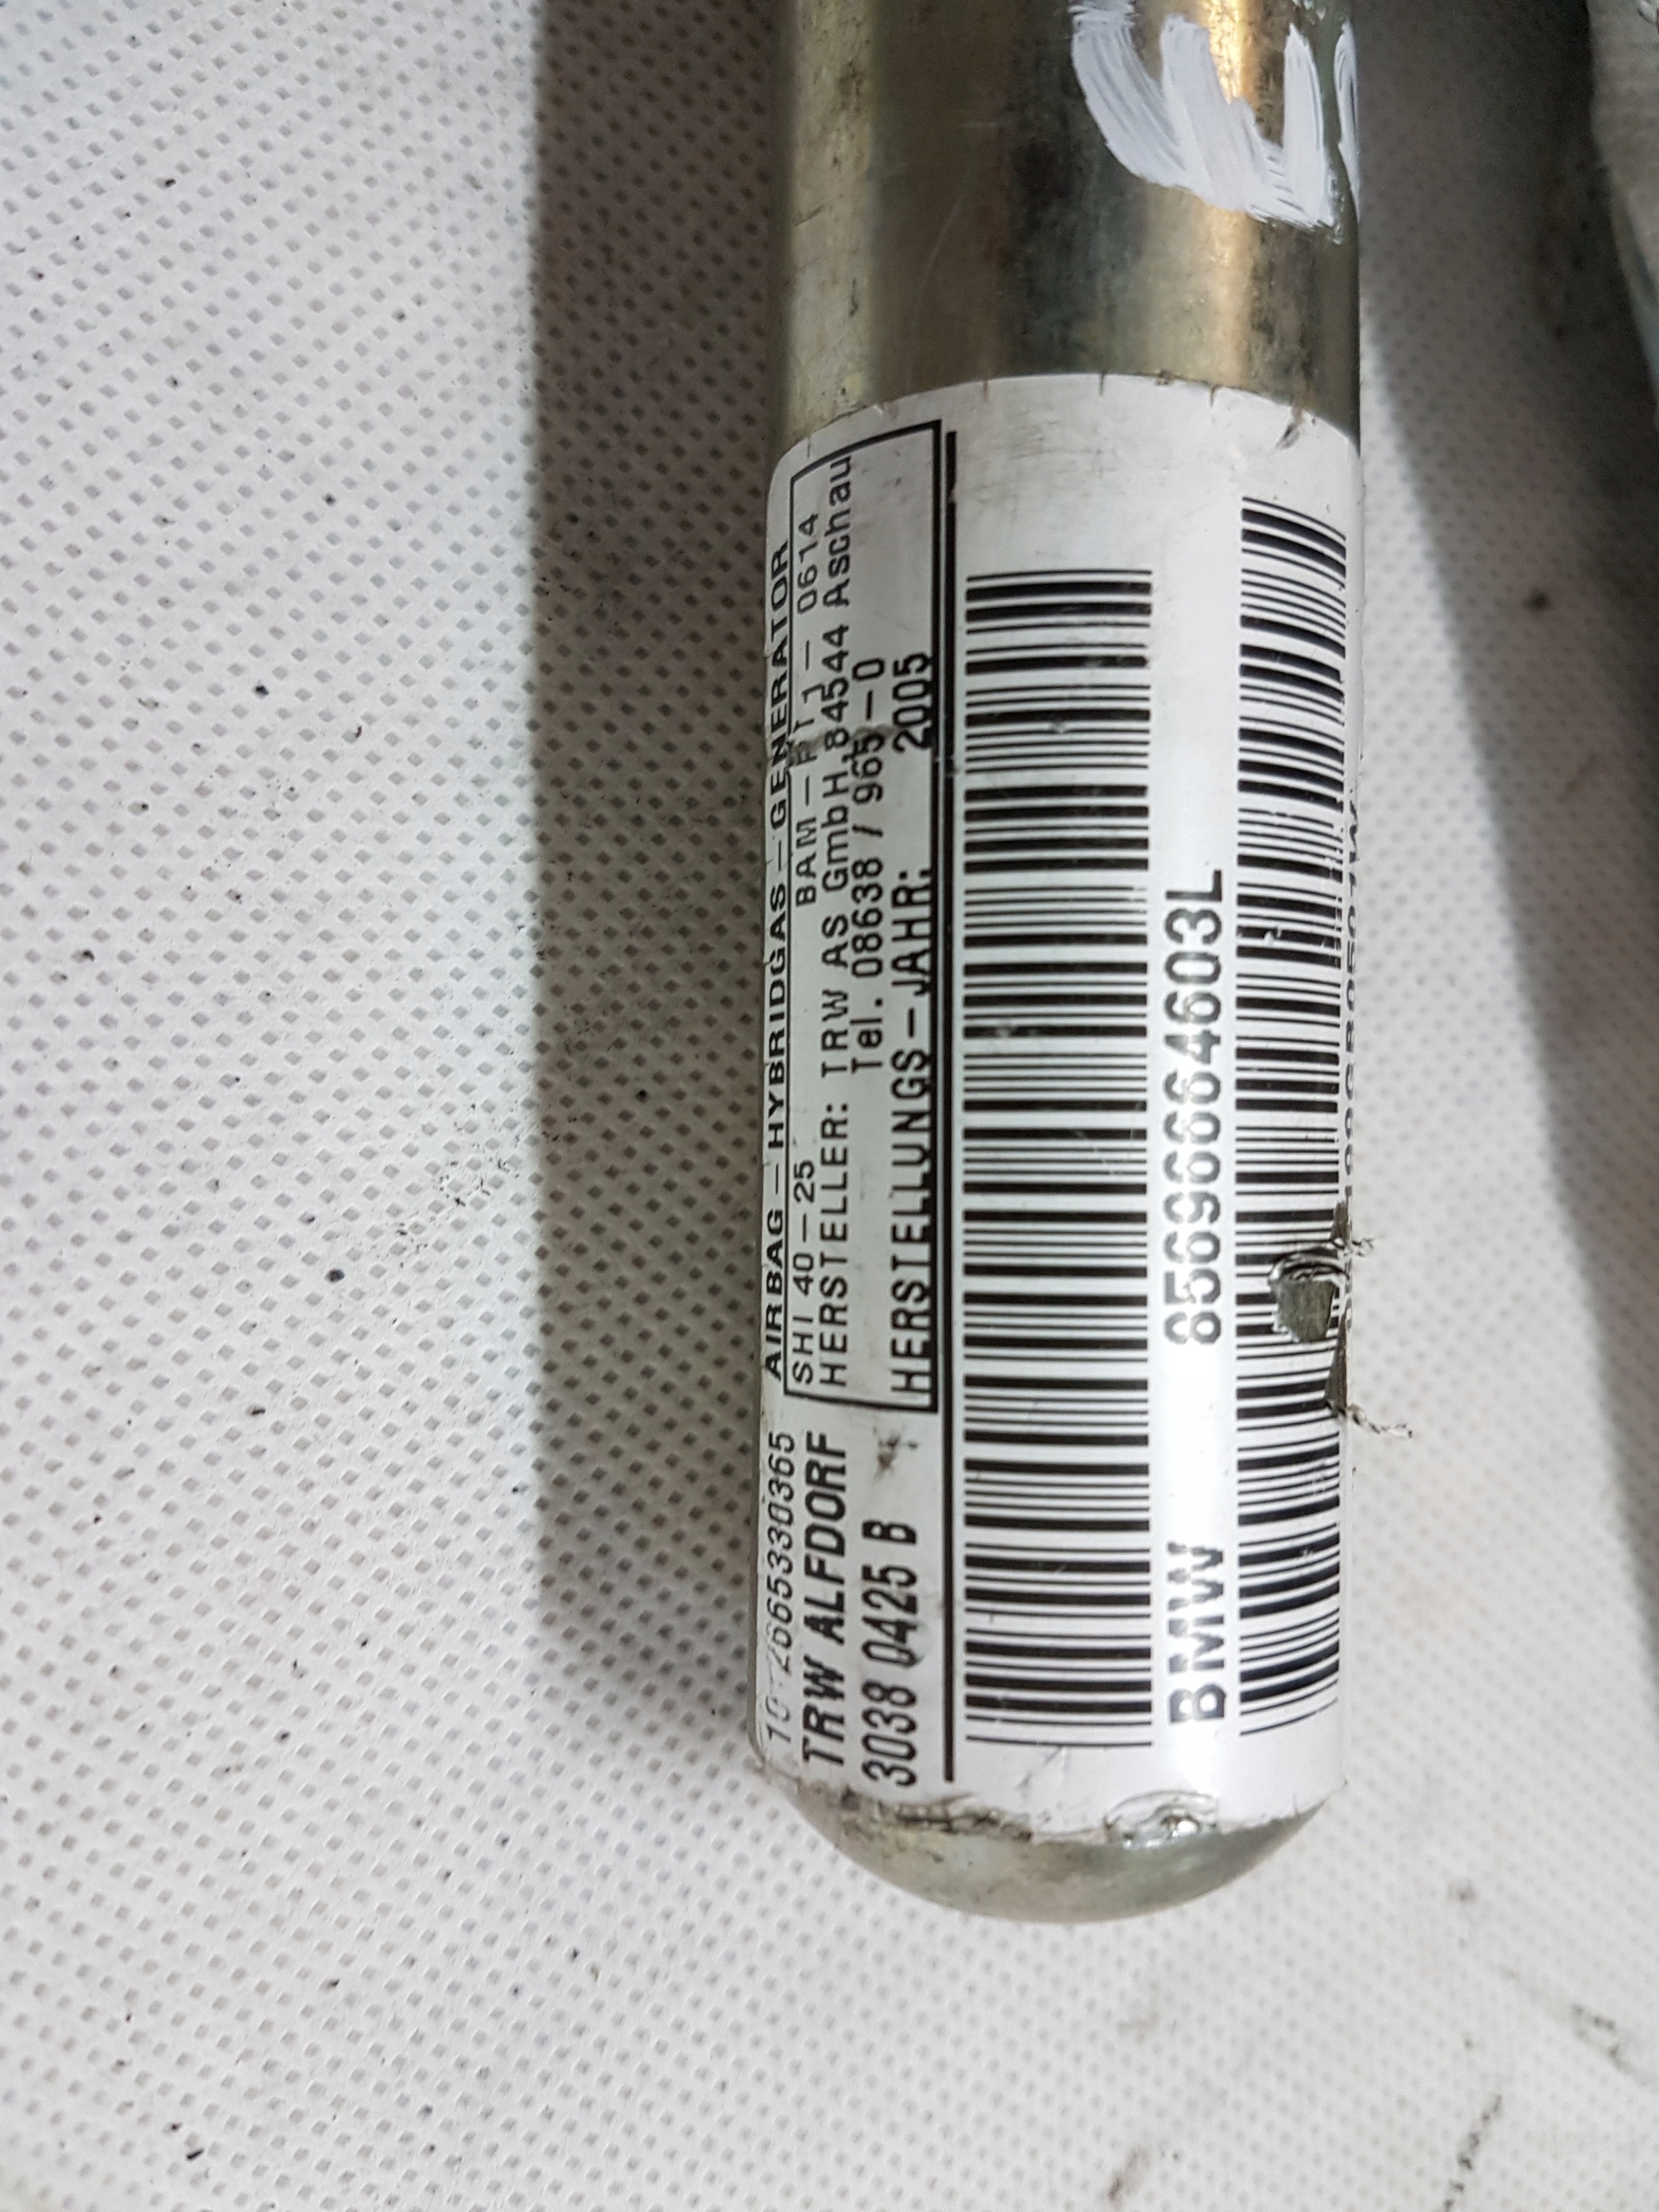 AIRBAG-HYBRIDGAS-GENERATOR
SHI 40-25 BAM-PT1-0614
HERSTELLER: TRW AS GmbH, 84544 Aschau
Tel. 08638 / 965-0
HERSTELLUNGS-JAHR: 2005
2665330365
TRW ALFDORF
3038 0425 B
BMW 85696664603L